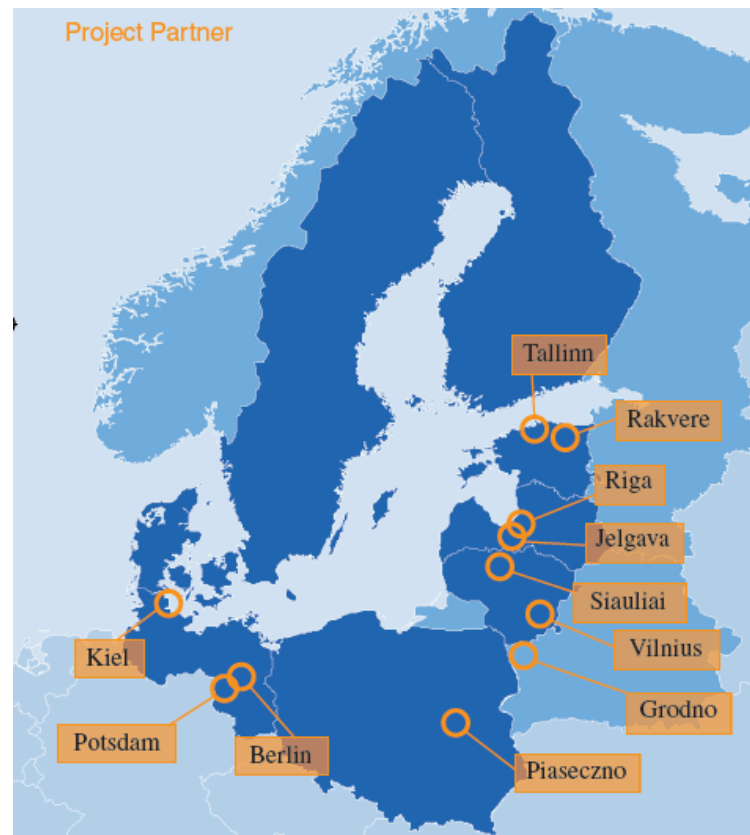 Project Partner
Tallinn
Rakvere
Riga
Jelgava
Siauliai
Vilnius
Kiel
Grodno
Potsdam
Berlin
Piaseczno